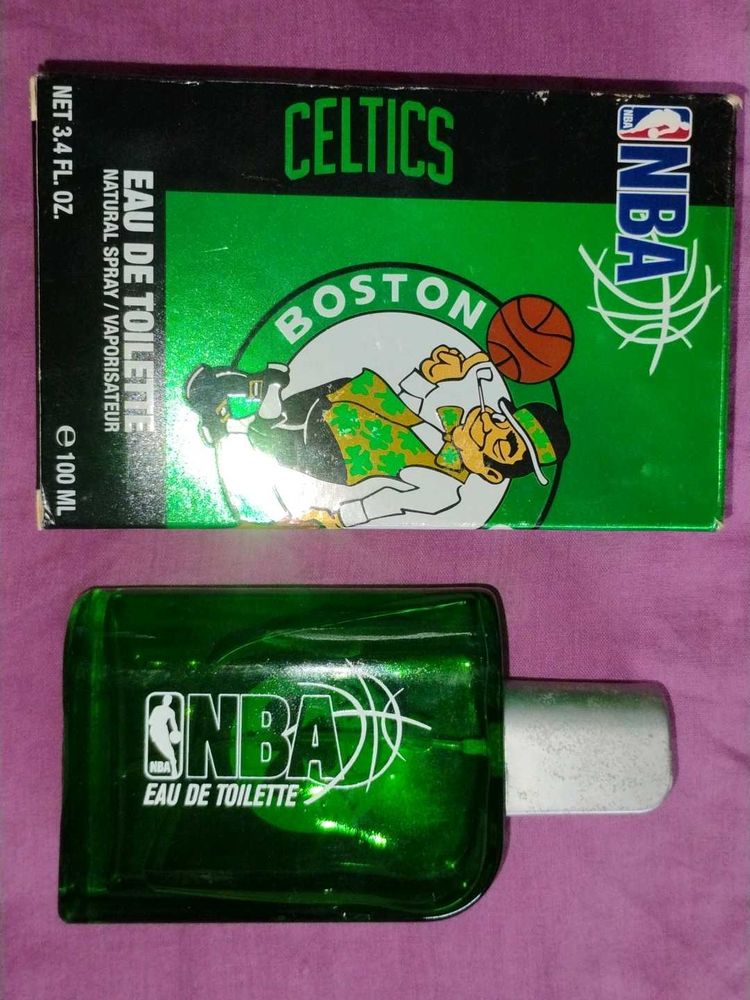 CELTICS
NBA
NBA
BOSTON
EAU DE TOILETTE
NATURAL SPRAY / VAPORISATEUR
NET 3.4 FL. OZ.
e 100 ML
NBA
NBA
EAU DE TOILETTE